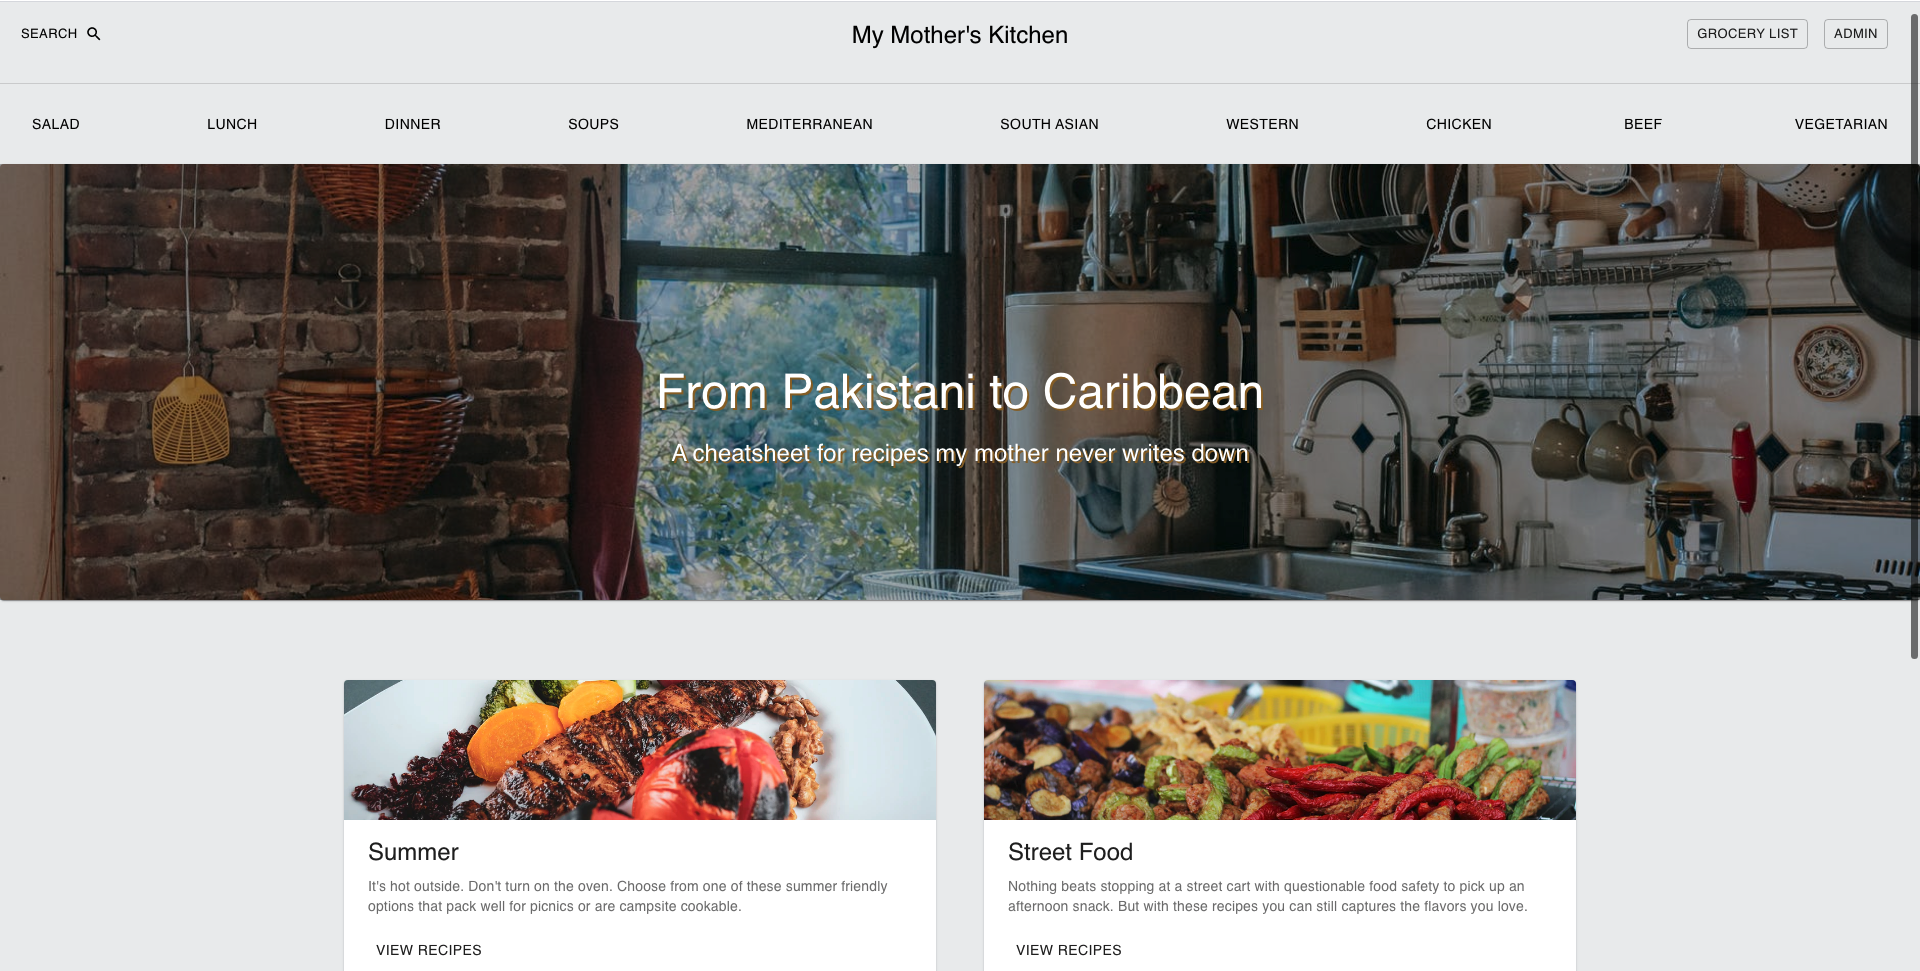 SEARCH
My Mother's Kitchen
GROCERY LIST
ADMIN
SALAD LUNCH DINNER SOUPS MEDITERRANEAN SOUTH ASIAN WESTERN CHICKEN BEEF VEGETARIAN
From Pakistani to Caribbean
A cheatsheet for recipes my mother never writes down
Summer
It's hot outside. Don't turn on the oven. Choose from one of these summer friendly
options that pack well for picnics or are campsite cookable.
VIEW RECIPES
Street Food
Nothing beats stopping at a street cart with questionable food safety to pick up an
afternoon snack. But with these recipes you can still captures the flavors you love.
VIEW RECIPES